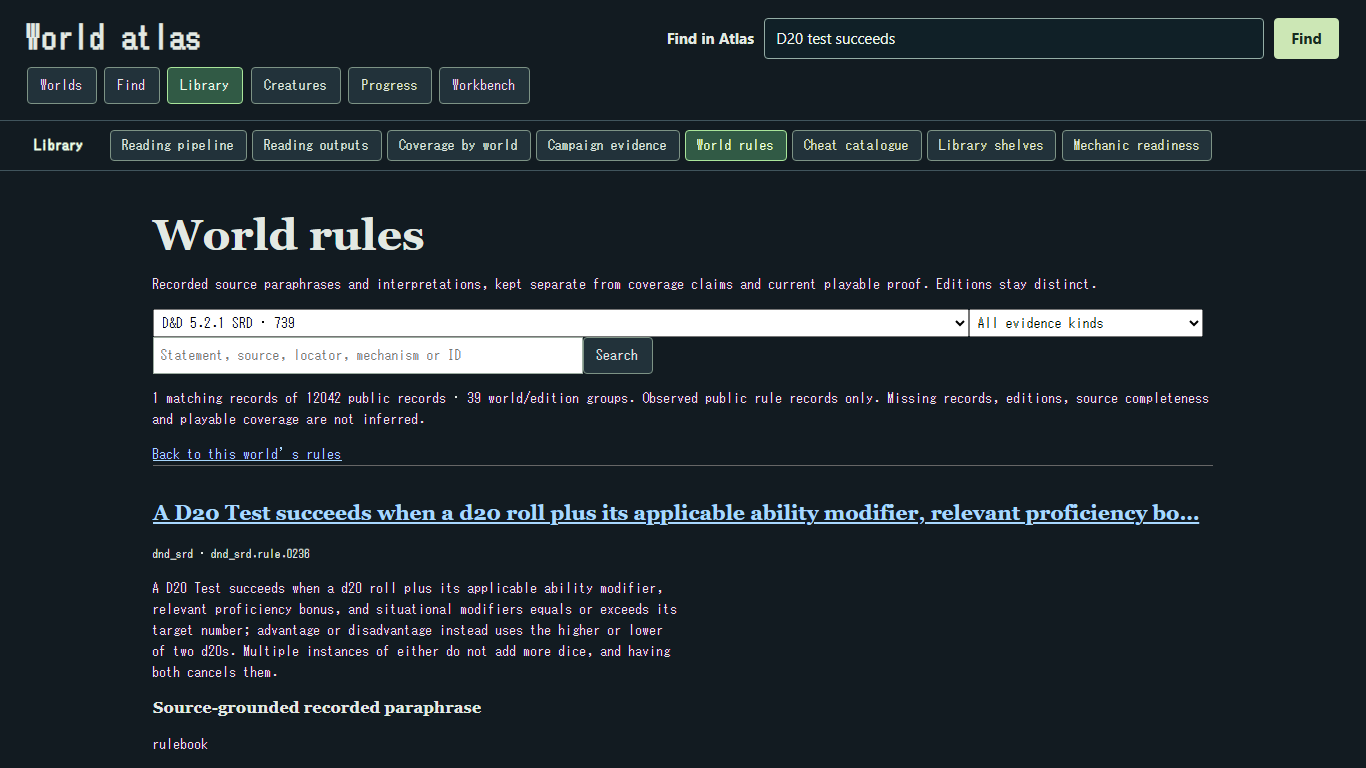 World atlas
Find in Atlas
D20 test succeeds
Find
Worlds
Find
Library
Creatures
Progress
Workbench
Library
Reading pipeline
Reading outputs
Coverage by world
Campaign evidence
World rules
Cheat catalogue
Library shelves
Mechanic readiness
World rules
Recorded source paraphrases and interpretations, kept separate from coverage claims and current playable proof. Editions stay distinct.
D&D 5.2.1 SRD · 739
All evidence kinds
Statement, source, locator, mechanism or ID
Search
1 matching records of 12042 public records · 39 world/edition groups. Observed public rule records only. Missing records, editions, source completeness
and playable coverage are not inferred.
Back to this world’s rules
A D20 Test succeeds when a d20 roll plus its applicable ability modifier, relevant proficiency bo…
dnd_srd · dnd_srd.rule.0236
A D20 Test succeeds when a d20 roll plus its applicable ability modifier,
relevant proficiency bonus, and situational modifiers equals or exceeds its
target number; advantage or disadvantage instead uses the higher or lower
of two d20s. Multiple instances of either do not add more dice, and having
both cancels them.
Source-grounded recorded paraphrase
rulebook